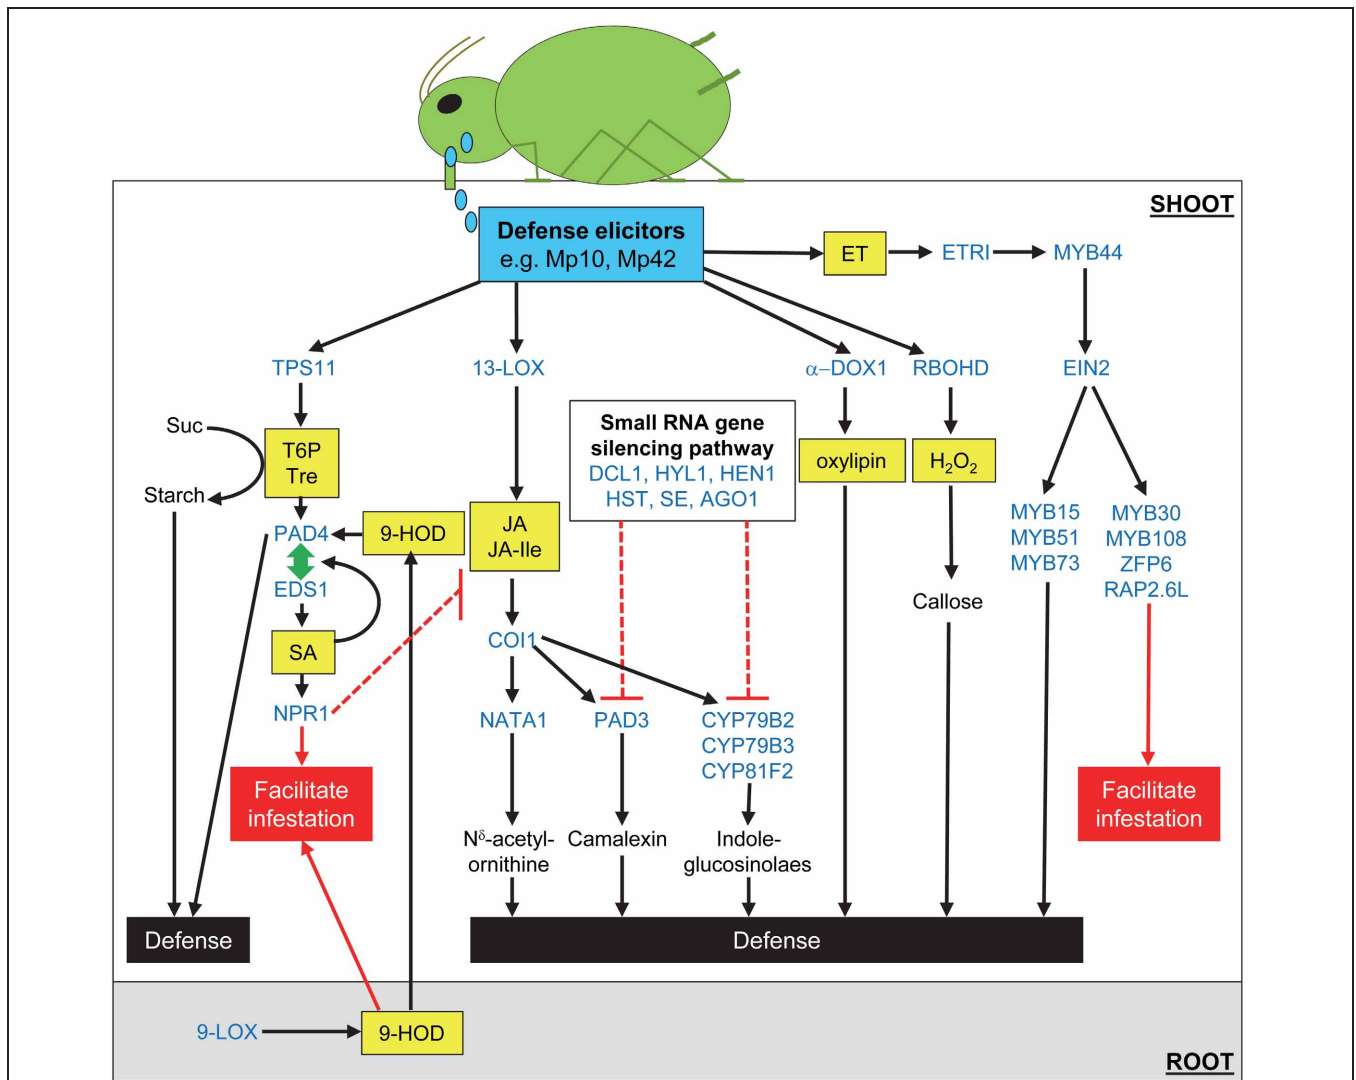 SHOOT
Defense elicitors
e.g. Mp10, Mp42
ET
ETRI
MYB44
TPS11
13-LOX
α–DOX1
RBOHD
EIN2
Suc
Starch
T6P
Tre
Small RNA gene
silencing pathway
DCL1, HYL1, HEN1
HST, SE, AGO1
oxylipin
H₂O₂
PAD4
9-HOD
JA
JA-Ile
MYB15
MYB51
MYB73
MYB30
MYB108
ZFP6
RAP2.6L
EDS1
Callose
SA
COI1
NPR1
NATA1
PAD3
CYP79B2
CYP79B3
CYP81F2
Facilitate
infestation
Facilitate
infestation
Nᵟ-acetyl-
ornithine
Camalexin
Indole-
glucosinolaes
Defense
Defense
9-LOX
9-HOD
ROOT